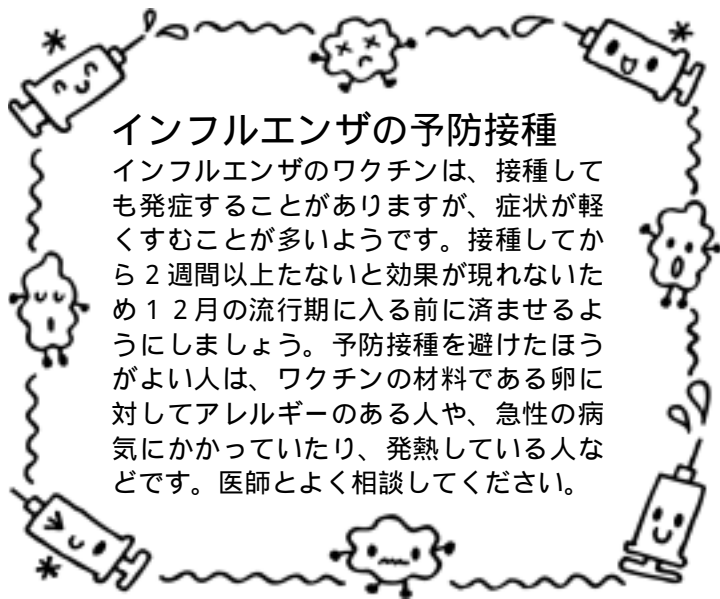 インフルエンザの予防接種
インフルエンザのワクチンは、接種して
も発症することがありますが、症状が軽
くすむことが多いようです。接種してか
ら２週間以上たないと効果が現れないた
め１２月の流行期に入る前に済ませるよ
うにしましょう。予防接種を避けたほう
がよい人は、ワクチンの材料である卵に
対してアレルギーのある人や、急性の病
気にかかっていたり、発熱している人な
どです。医師とよく相談してください。